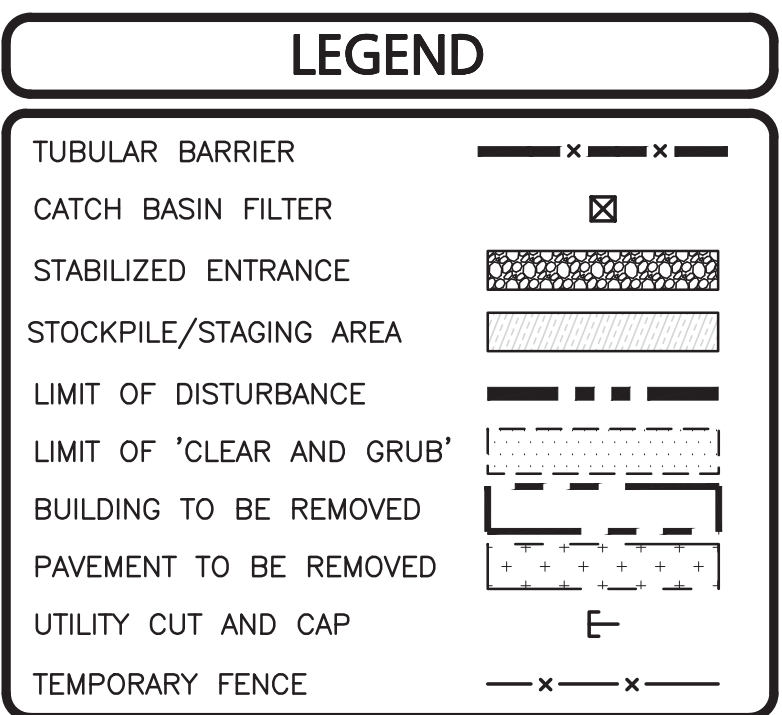 LEGEND
TUBULAR BARRIER
CATCH BASIN FILTER
STABILIZED ENTRANCE
STOCKPILE/STAGING AREA
LIMIT OF DISTURBANCE
LIMIT OF 'CLEAR AND GRUB'
BUILDING TO BE REMOVED
PAVEMENT TO BE REMOVED
UTILITY CUT AND CAP
TEMPORARY FENCE